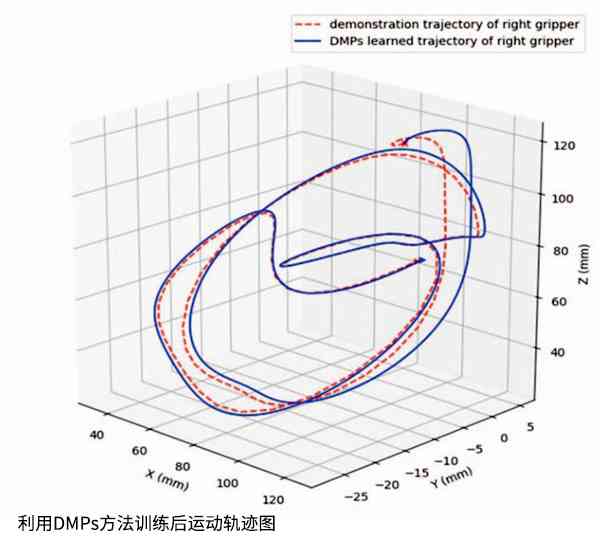 demonstration trajectory of right gripper
DMPs learned trajectory of right gripper
120
100
80
60
40
Z (mm)
40
60
80
100
120
X (mm)
−25
−20
−15
−10
−5
0
5
Y (mm)
利用DMPs方法训练后运动轨迹图